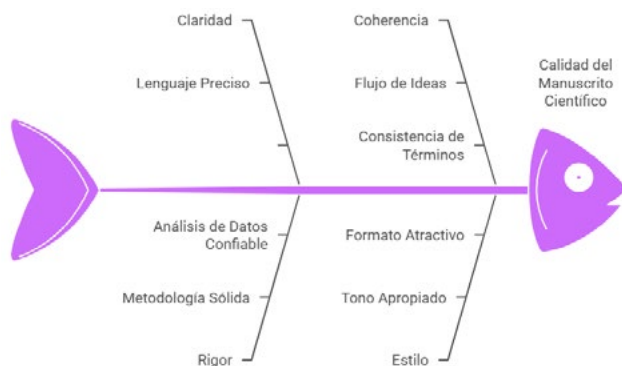 Claridad
Lenguaje Preciso
Coherencia
Flujo de Ideas
Consistencia de
Términos
Calidad del
Manuscrito
Científico
Análisis de Datos
Confiable
Metodología Sólida
Rigor
Formato Atractivo
Tono Apropiado
Estilo